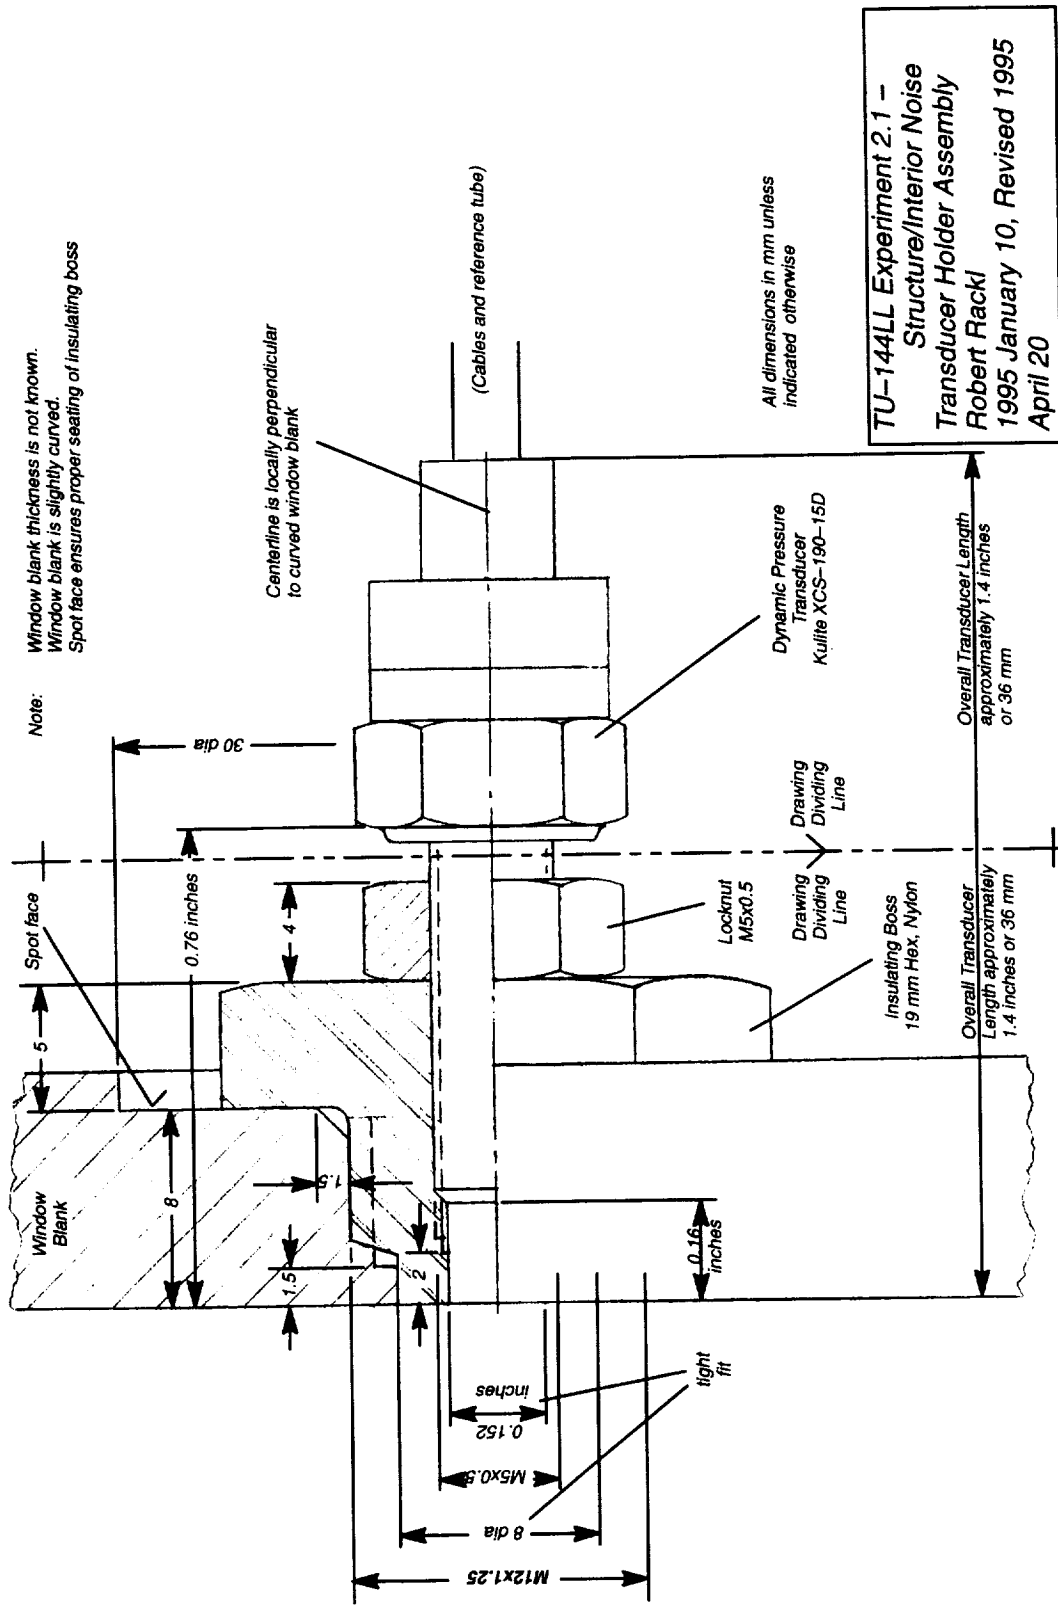 Note:
Window blank thickness is not known.
Window blank is slightly curved.
Spot face ensures proper seating of insulating boss
Centerline is locally perpendicular
to curved window blank
(Cables and reference tube)
All dimensions in mm unless
indicated otherwise
30 dia
Spot face
0.76 inches
5
4
Window
Blank
8
1.5
1.5
2
0.16
inches
0.152
inches
M5x0.5
8 dia
M12x1.25
tight
fit
Dynamic Pressure
Transducer
Kulite XCS–190–15D
Drawing
Dividing
Line
Drawing
Dividing
Line
Locknut
M5x0.5
Insulating Boss
19 mm Hex, Nylon
Overall Transducer
Length approximately
1.4 inches or 36 mm
Overall Transducer Length
approximately 1.4 inches
or 36 mm
TU–144LL Experiment 2.1 –
Structure/Interior Noise
Transducer Holder Assembly
Robert Rackl
1995 January 10, Revised 1995
April 20